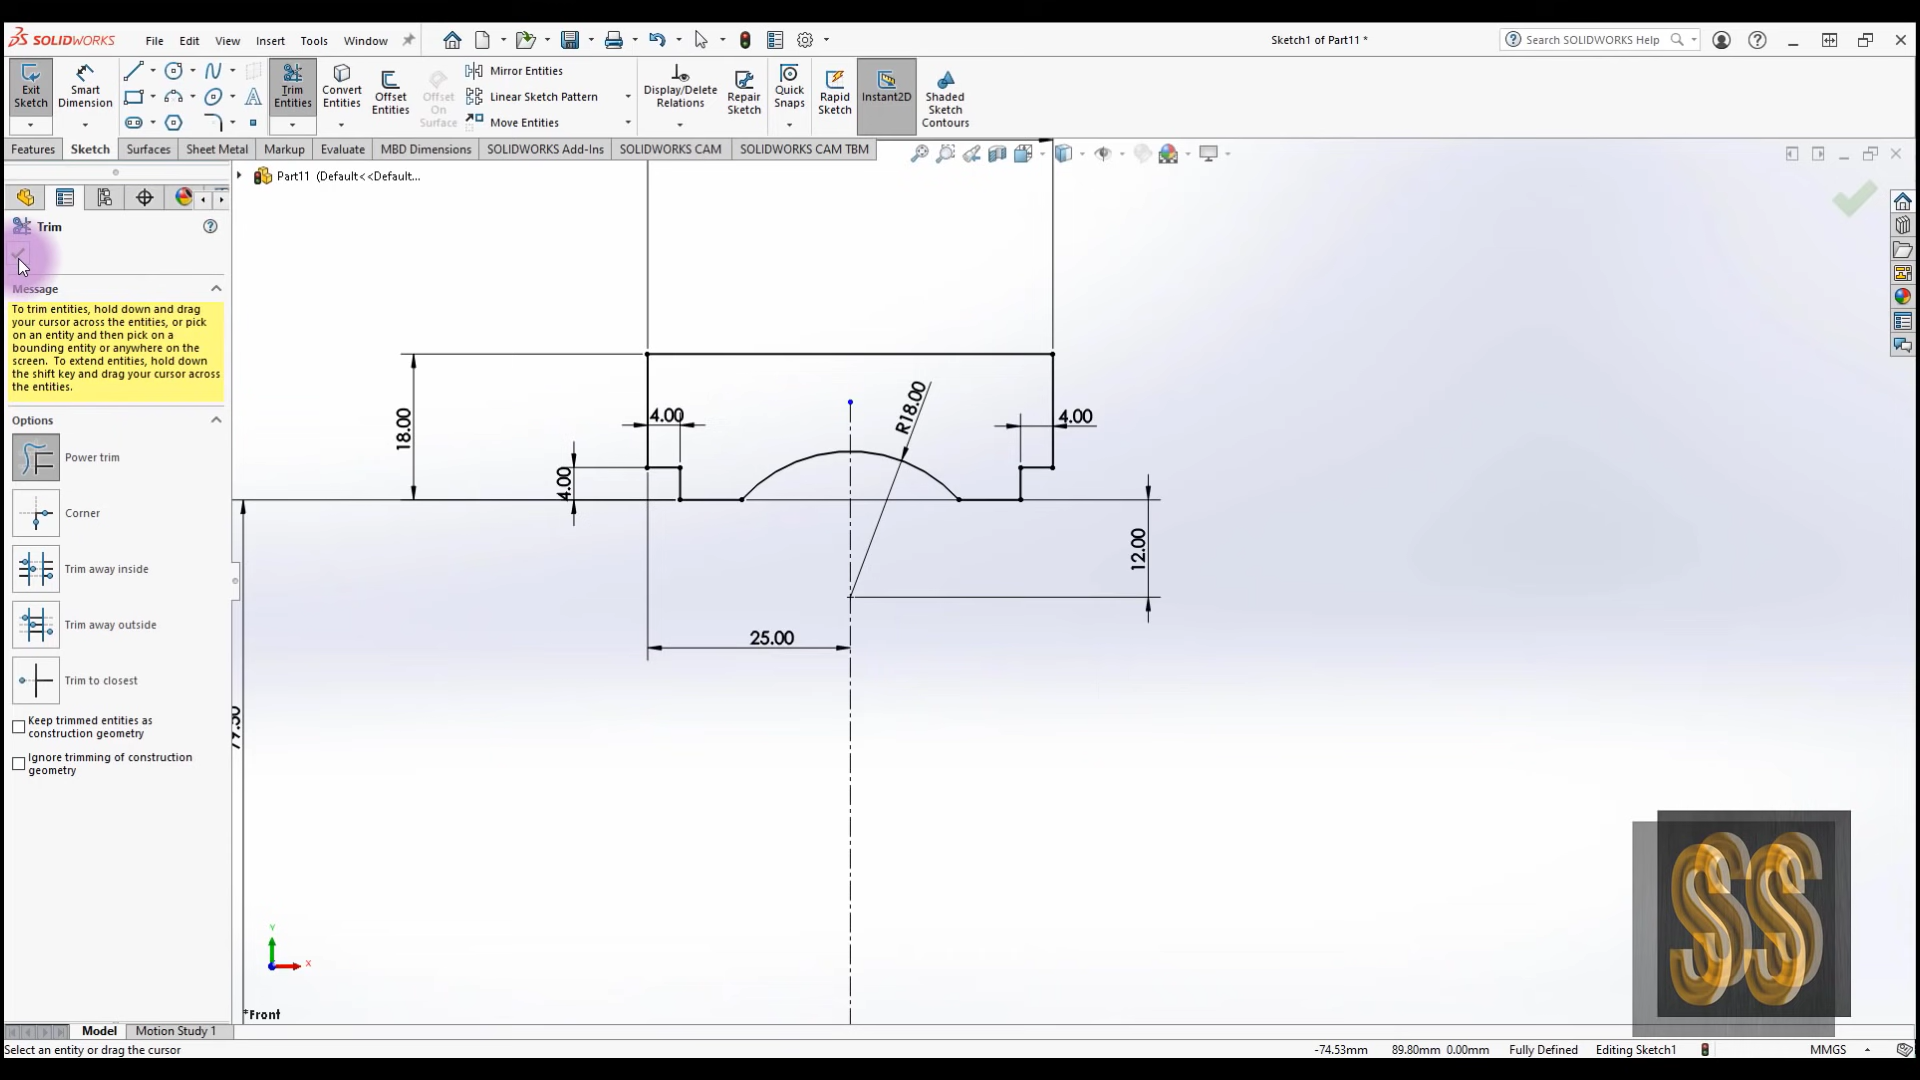 SOLIDWORKS File Edit View Insert Tools Window Sketch1 of Part11 * Search SOLIDWORKS Help
Exit Sketch
Smart Dimension
Trim Entities
Convert Entities
Offset Entities
Offset On Surface
Mirror Entities
Linear Sketch Pattern
Move Entities
Display/Delete Relations
Repair Sketch
Quick Snaps
Rapid Sketch
Instant2D
Shaded Sketch Contours
Features Sketch Surfaces Sheet Metal Markup Evaluate MBD Dimensions SOLIDWORKS Add-Ins SOLIDWORKS CAM SOLIDWORKS CAM TBM
Part11 (Default<<Default...
Trim
Message
To trim entities, hold down and drag
your cursor across the entities, or pick
on an entity and then pick on a
bounding entity or anywhere on the
screen. To extend entities, hold down
the shift key and drag your cursor across
the entities.
Options
Power trim
Corner
Trim away inside
Trim away outside
Trim to closest
Keep trimmed entities as
construction geometry
Ignore trimming of construction
geometry
18.00
4.00
4.00
R18.00
4.00
12.00
25.00
Y
X
*Front
SS
Model Motion Study 1
Select an entity or drag the cursor -74.53mm 89.80mm 0.00mm Fully Defined Editing Sketch1 MMGS